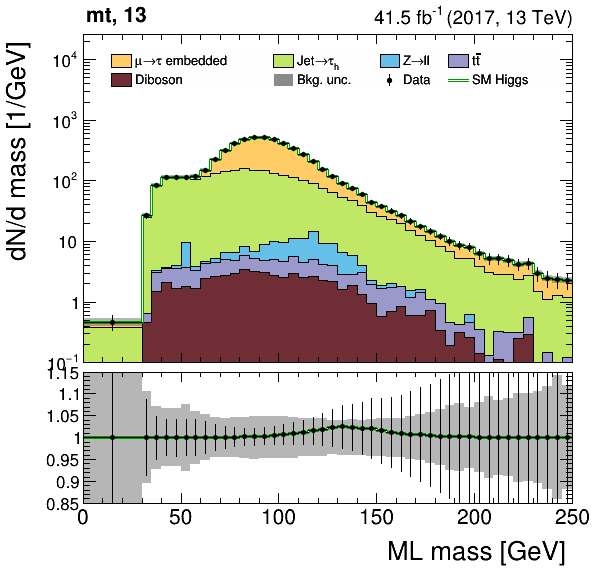 mt, 13 41.5 fb⁻¹ (2017, 13 TeV)
dN/d mass [1/GeV]
μ→τ embedded Jet→τₕ Z→ll tt̄
Diboson Bkg. unc. Data SM Higgs
10⁴
10³
10²
10
1
10⁻¹
1.15
1.1
1.05
1
0.95
0.9
0.85
0 50 100 150 200 250
ML mass [GeV]